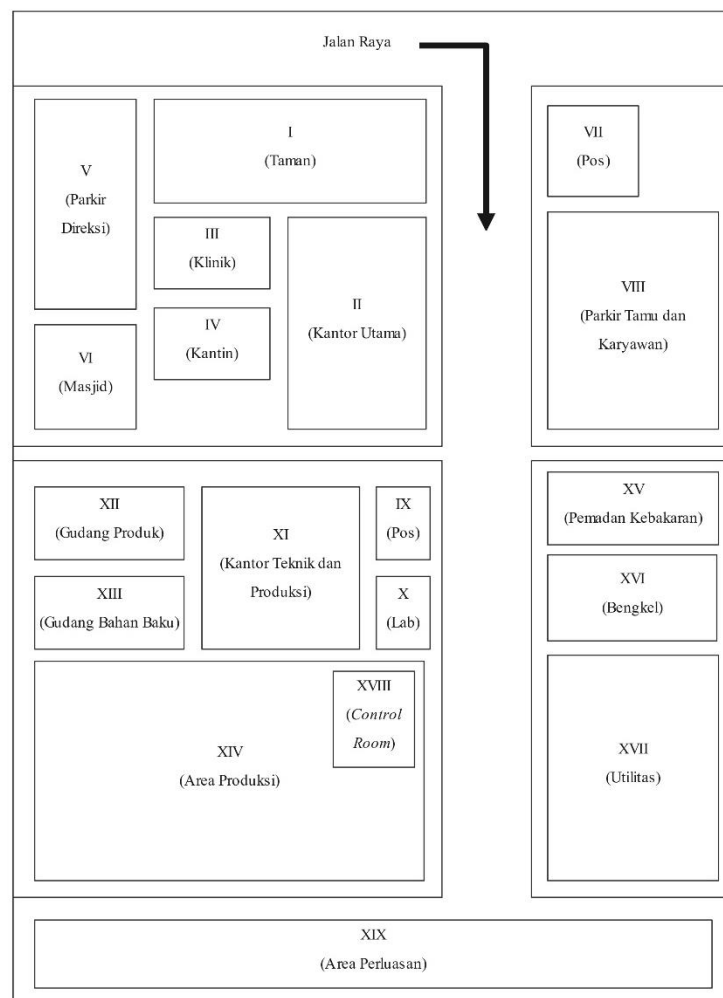 Jalan Raya
I
(Taman)
V
(Parkir
Direksi)
III
(Klinik)
II
(Kantor Utama)
IV
(Kantin)
VI
(Masjid)
VII
(Pos)
VIII
(Parkir Tamu dan
Karyawan)
XII
(Gudang Produk)
XI
(Kantor Teknik dan
Produksi)
IX
(Pos)
XIII
(Gudang Bahan Baku)
X
(Lab)
XIV
(Area Produksi)
XVIII
(Control
Room)
XV
(Pemadan Kebakaran)
XVI
(Bengkel)
XVII
(Utilitas)
XIX
(Area Perluasan)